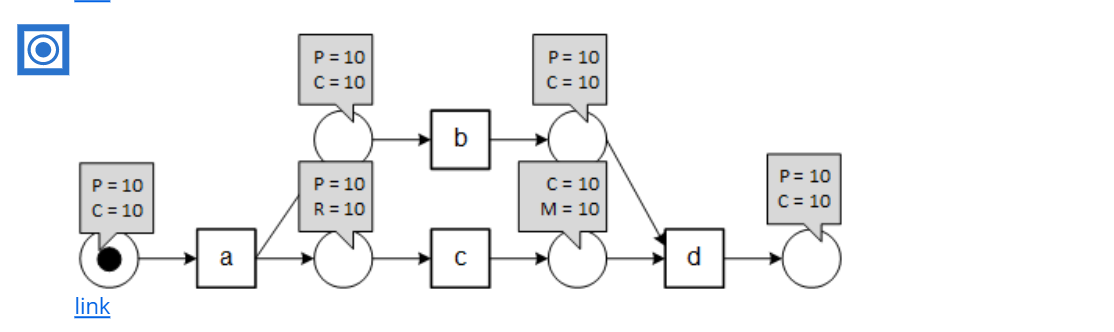 P = 10
C = 10
P = 10
C = 10
b
P = 10
C = 10
a
P = 10
R = 10
c
C = 10
M = 10
d
P = 10
C = 10
link